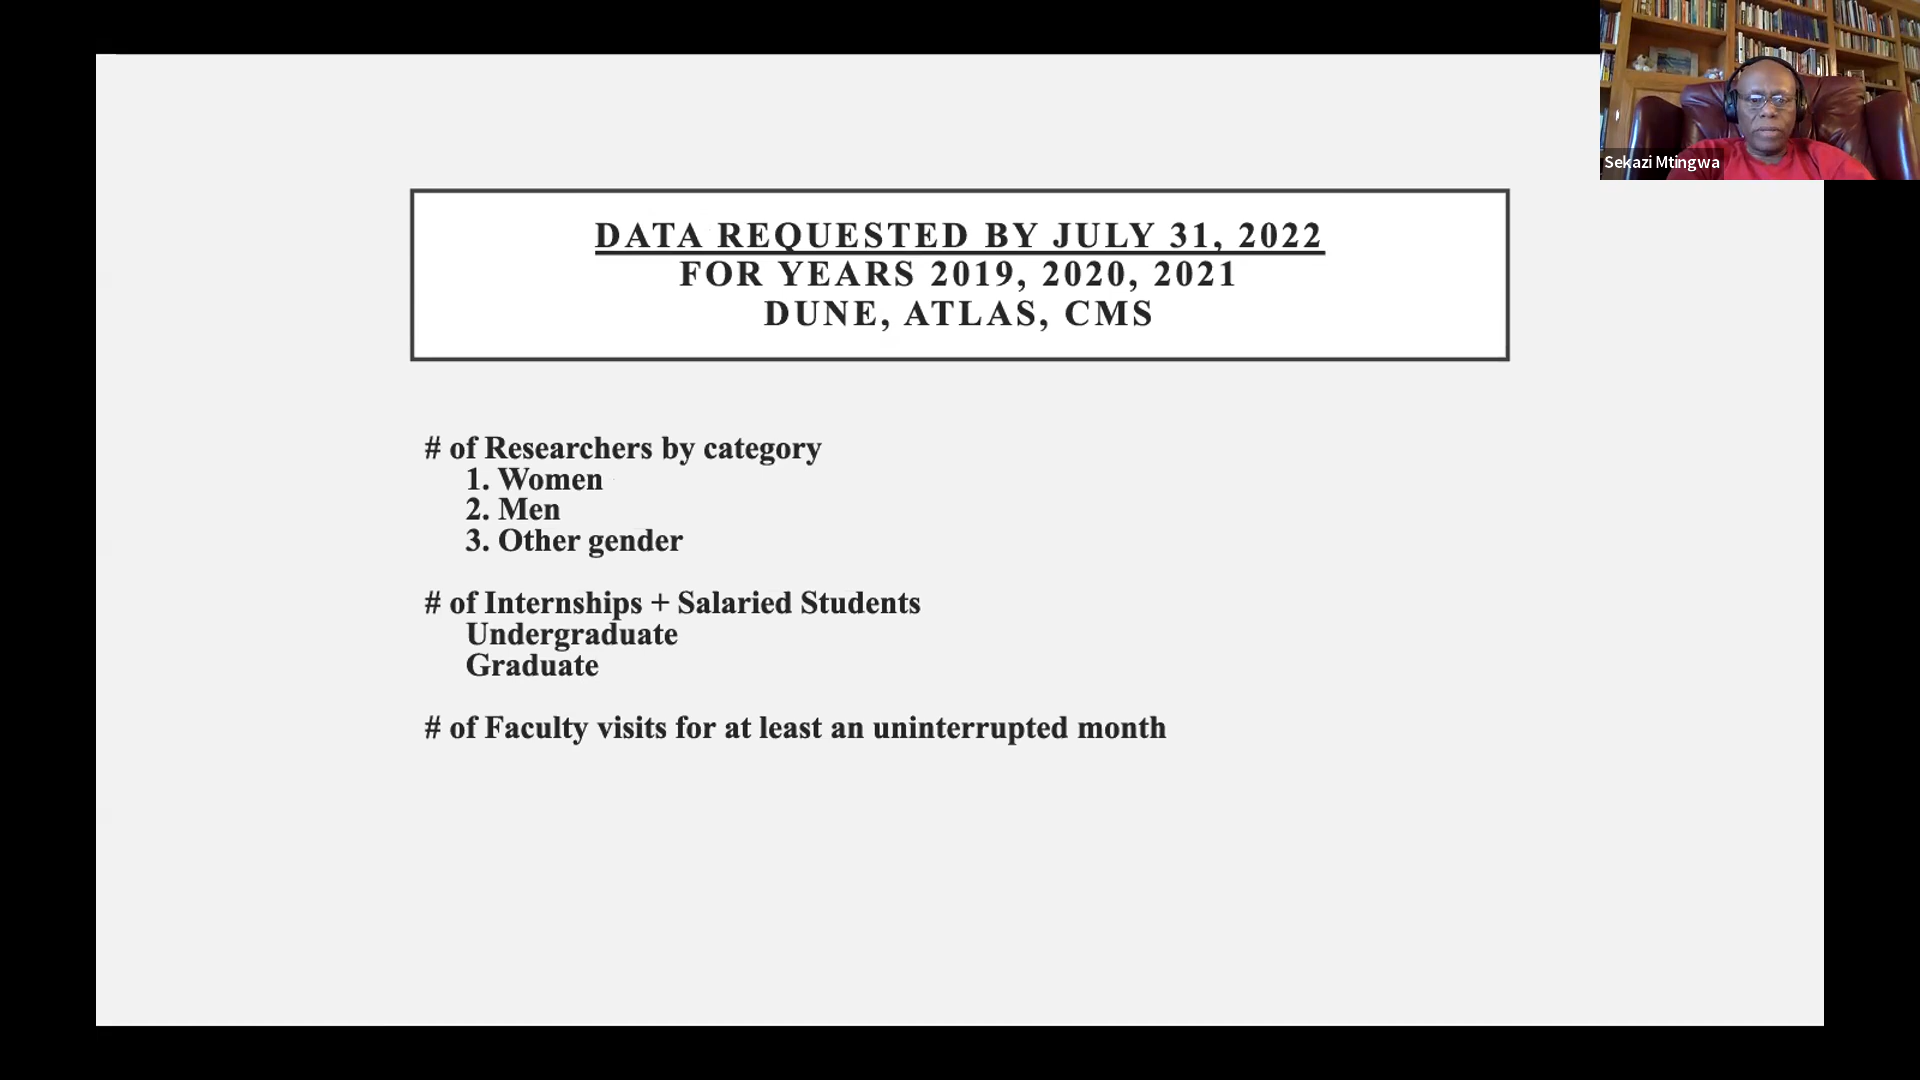 Sekazi Mtingwa
DATA REQUESTED BY JULY 31, 2022
FOR YEARS 2019, 2020, 2021
DUNE, ATLAS, CMS
# of Researchers by category
1. Women
2. Men
3. Other gender
# of Internships + Salaried Students
Undergraduate
Graduate
# of Faculty visits for at least an uninterrupted month